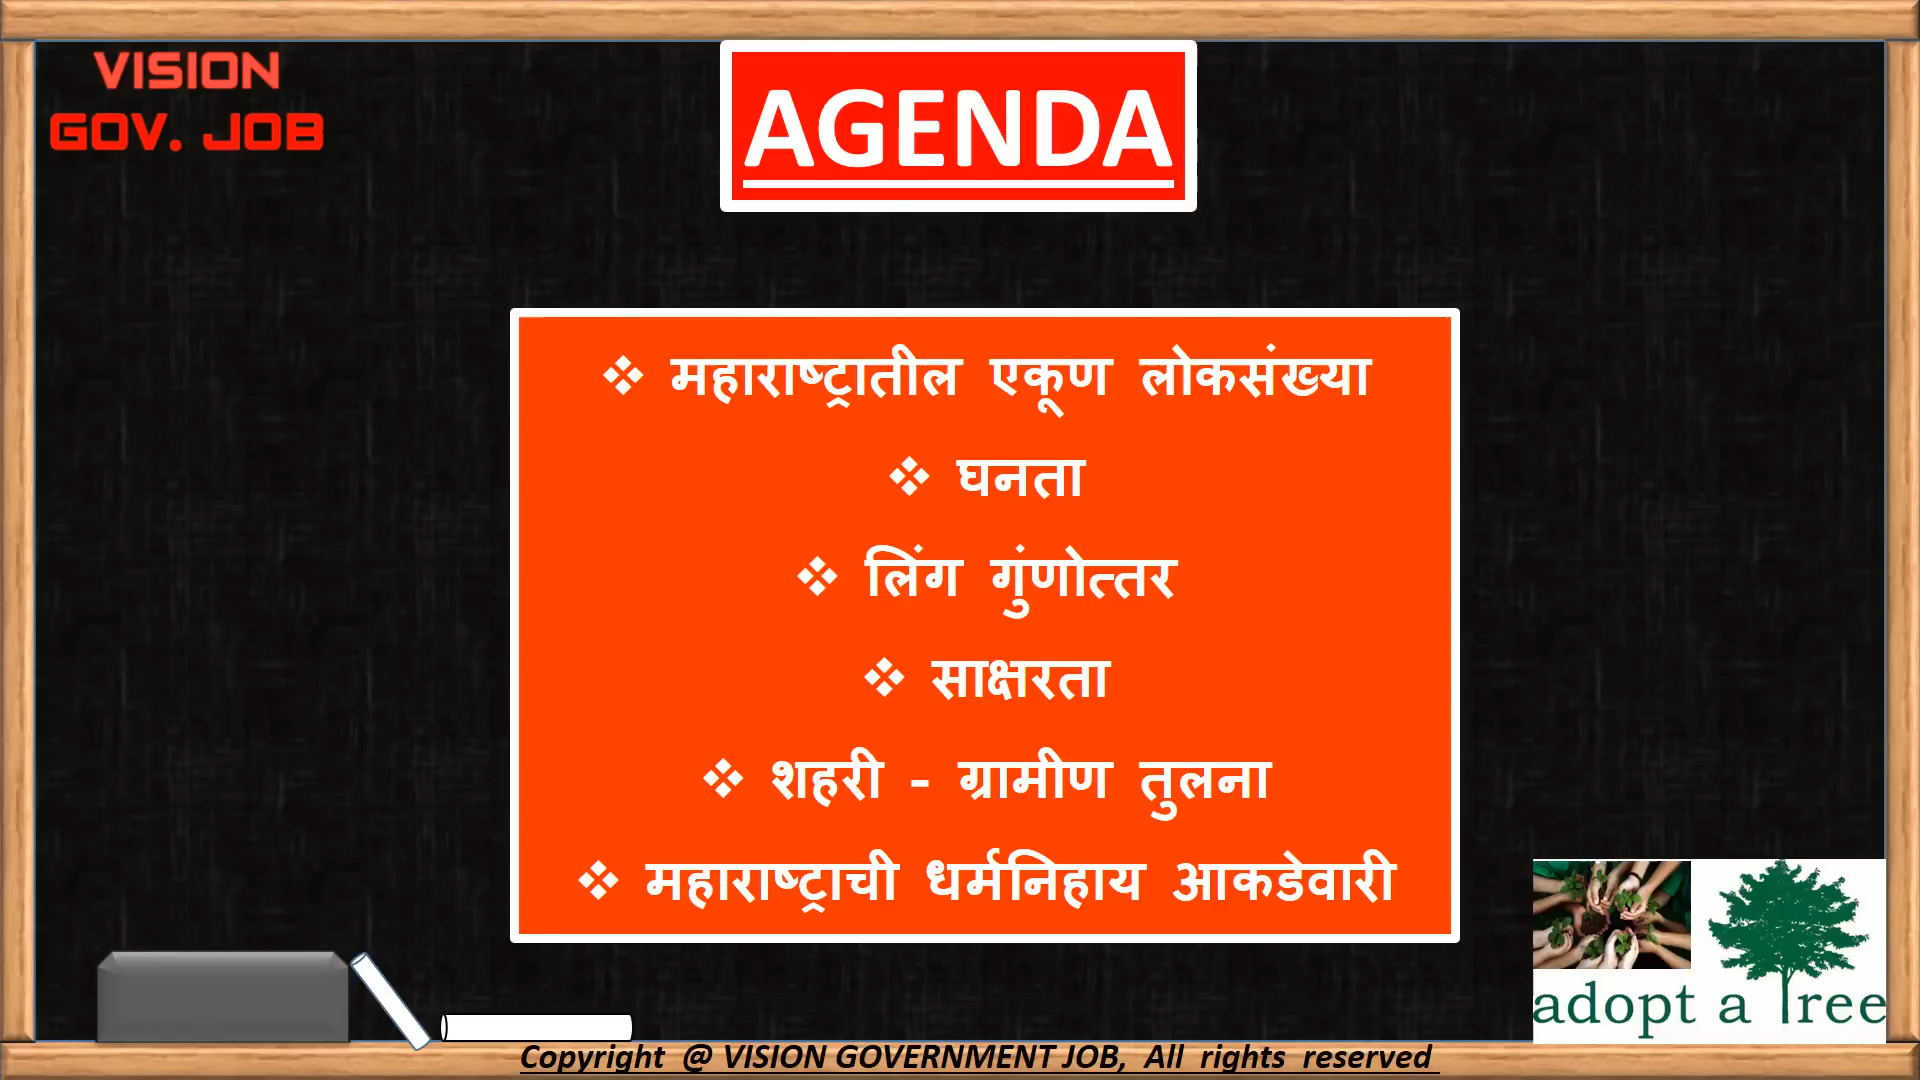 VISION
GOV. JOB
AGENDA
❖ महाराष्ट्रातील एकूण लोकसंख्या
❖ घनता
❖ लिंग गुंणोत्तर
❖ साक्षरता
❖ शहरी - ग्रामीण तुलना
❖ महाराष्ट्राची धर्मनिहाय आकडेवारी
adopt a Tree
Copyright @ VISION GOVERNMENT JOB, All rights reserved